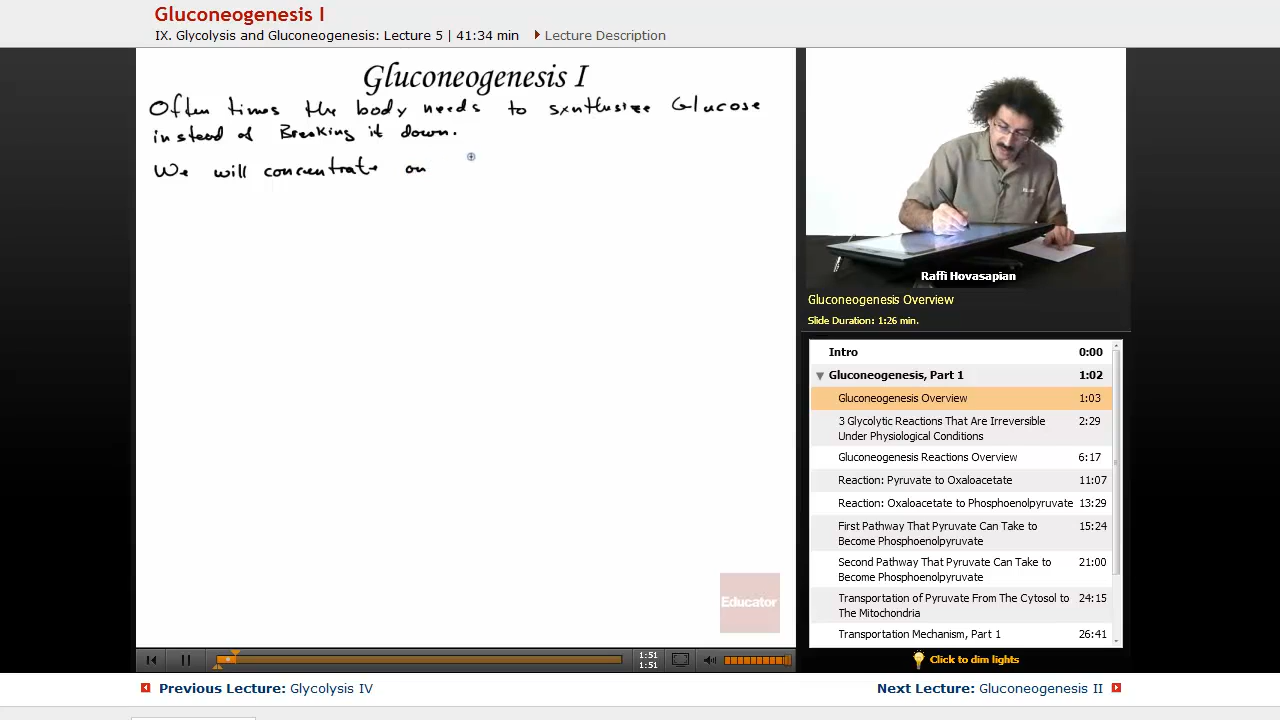 Gluconeogenesis I
IX. Glycolysis and Gluconeogenesis: Lecture 5 | 41:34 min
Lecture Description
Gluconeogenesis I
Often times the body needs to synthesize Glucose
instead of Breaking it down.
We will concentrate on
Educator
Raffi Hovasapian
Gluconeogenesis Overview
Slide Duration: 1:26 min.
Intro 0:00
Gluconeogenesis, Part 1 1:02
Gluconeogenesis Overview 1:03
3 Glycolytic Reactions That Are Irreversible 2:29
Under Physiological Conditions
Gluconeogenesis Reactions Overview 6:17
Reaction: Pyruvate to Oxaloacetate 11:07
Reaction: Oxaloacetate to Phosphoenolpyruvate 13:29
First Pathway That Pyruvate Can Take to 15:24
Become Phosphoenolpyruvate
Second Pathway That Pyruvate Can Take to 21:00
Become Phosphoenolpyruvate
Transportation of Pyruvate From The Cytosol to 24:15
The Mitochondria
Transportation Mechanism, Part 1 26:41
1:51
1:51
Click to dim lights
Previous Lecture: Glycolysis IV
Next Lecture: Gluconeogenesis II